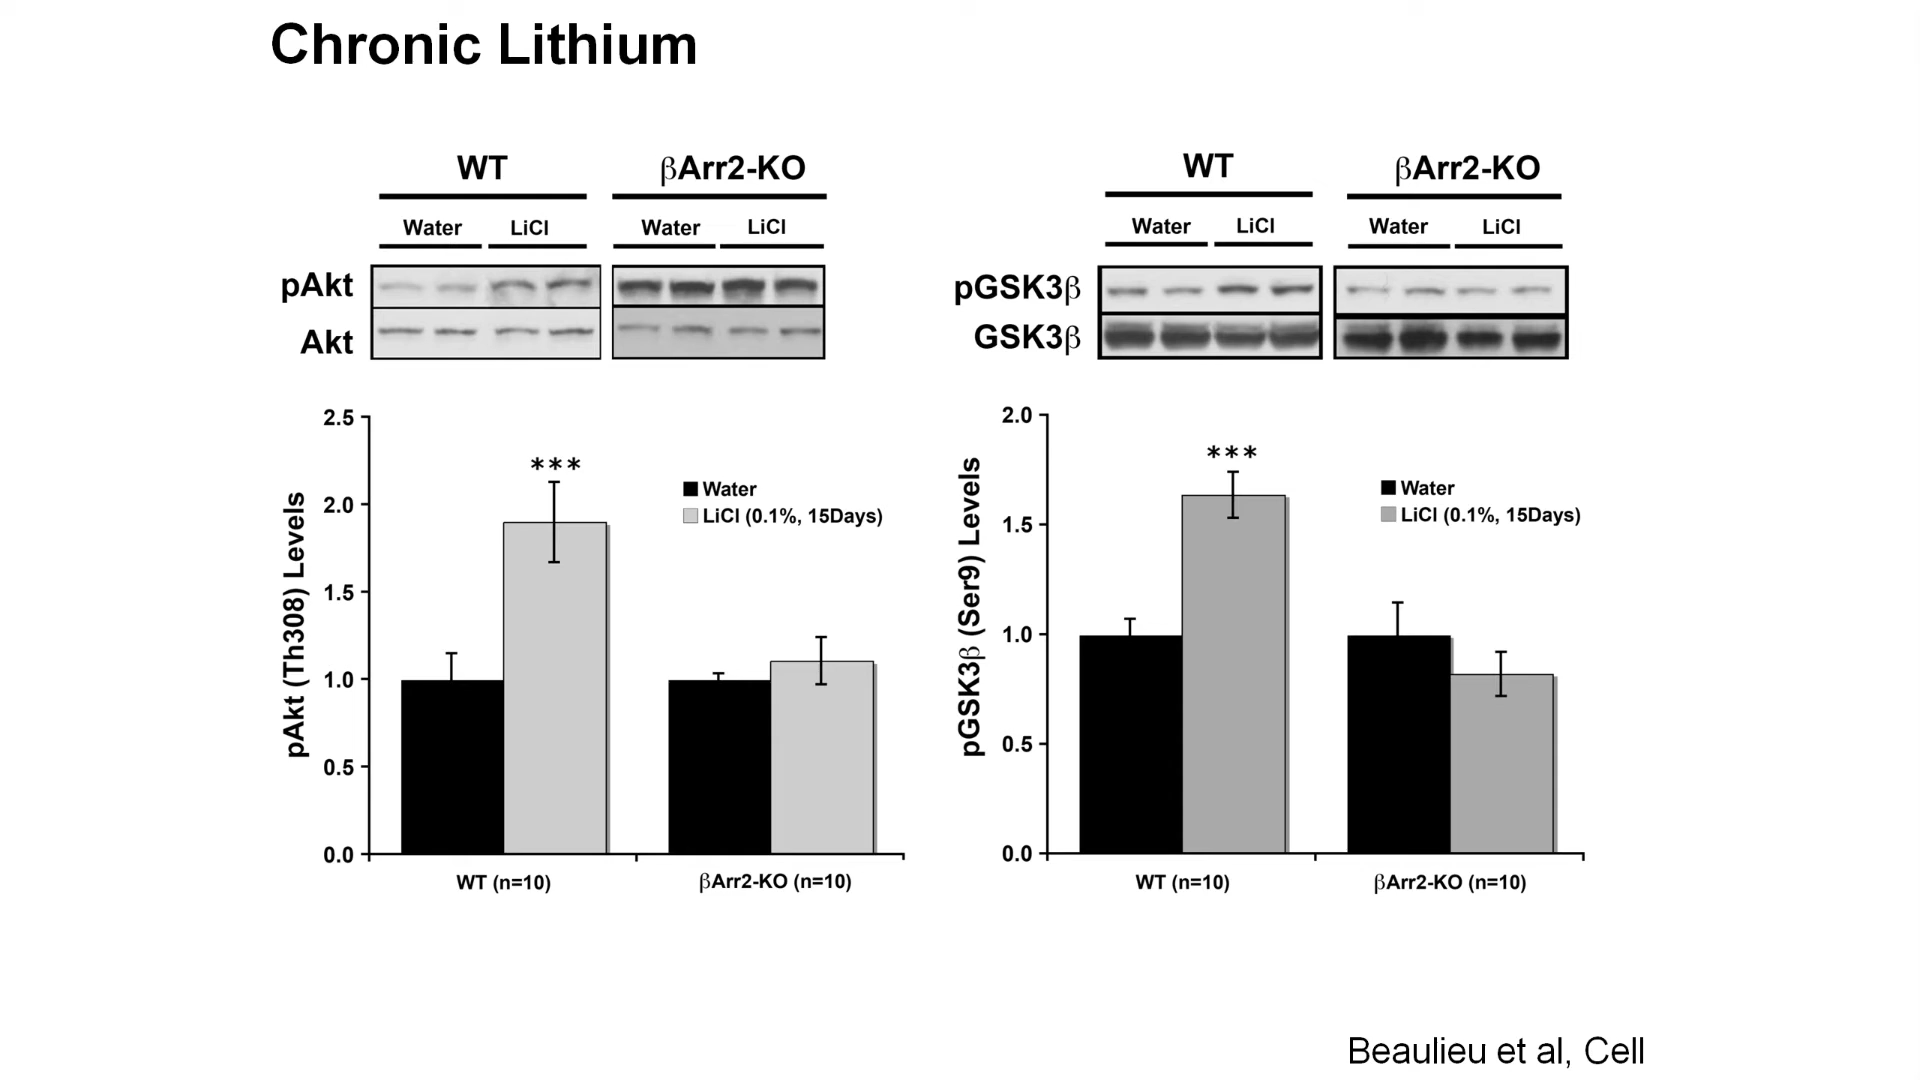 Chronic Lithium
WT
βArr2-KO
Water
LiCl
Water
LiCl
pAkt
Akt
2.5
2.0
1.5
1.0
0.5
0.0
pAkt (Th308) Levels
***
Water
LiCl (0.1%, 15Days)
WT (n=10)
βArr2-KO (n=10)
WT
βArr2-KO
Water
LiCl
Water
LiCl
pGSK3β
GSK3β
2.0
1.5
1.0
0.5
0.0
pGSK3β (Ser9) Levels
***
Water
LiCl (0.1%, 15Days)
WT (n=10)
βArr2-KO (n=10)
Beaulieu et al, Cell